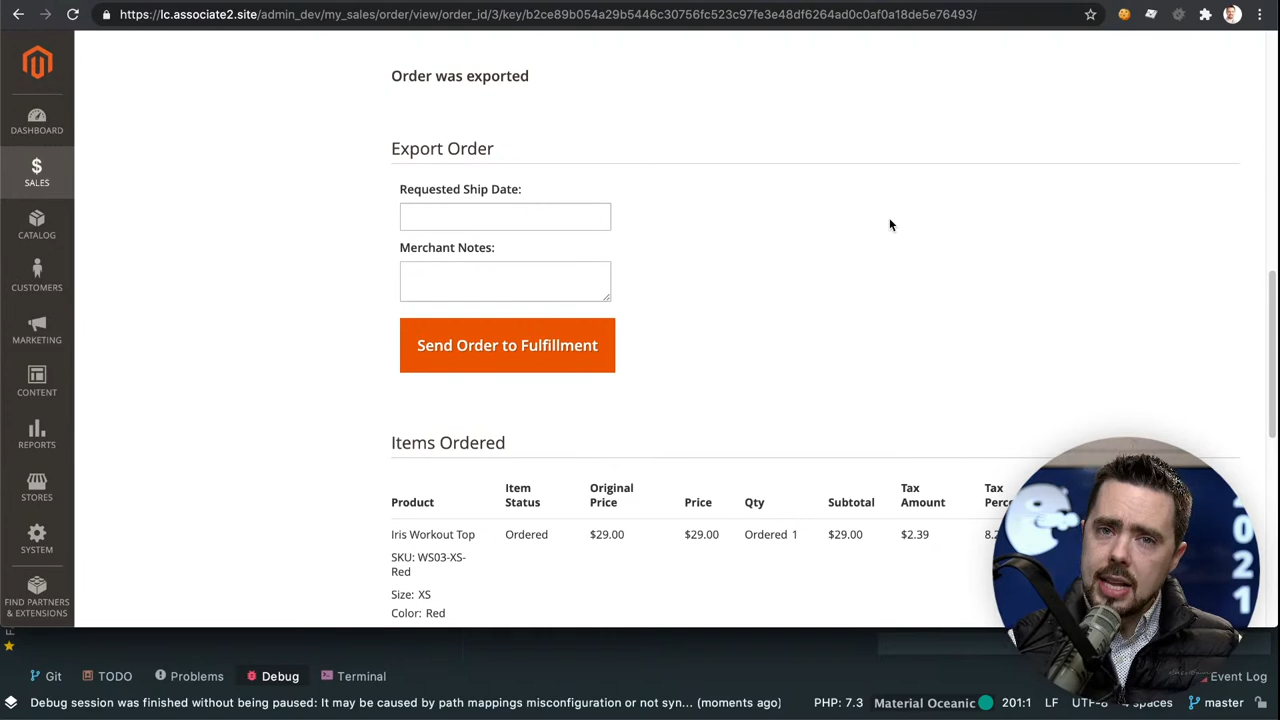 https://lc.associate2.site/admin_dev/my_sales/order/view/order_id/3/key/b2ce89b054a29b5446c30756fc523c97fe3e48df6264ad0c0af0a18de5e76493/
DASHBOARD
SALES
CATALOG
CUSTOMERS
MARKETING
CONTENT
REPORTS
STORES
SYSTEM
FIND PARTNERS
& EXTENSIONS
Order was exported
Export Order
Requested Ship Date:
Merchant Notes:
Send Order to Fulfillment
Items Ordered
Product Item Status Original Price Price Qty Subtotal Tax Amount Tax
Iris Workout Top Ordered $29.00 $29.00 Ordered 1 $29.00 $2.39
SKU: WS03-XS-
Red
Size: XS
Color: Red
2021
Git TODO Problems Debug Terminal Event Log
Debug session was finished without being paused: It may be caused by path mappings misconfiguration or not syn... (moments ago) PHP: 7.3 Material Oceanic 201:1 LF UTF-8 4 spaces master